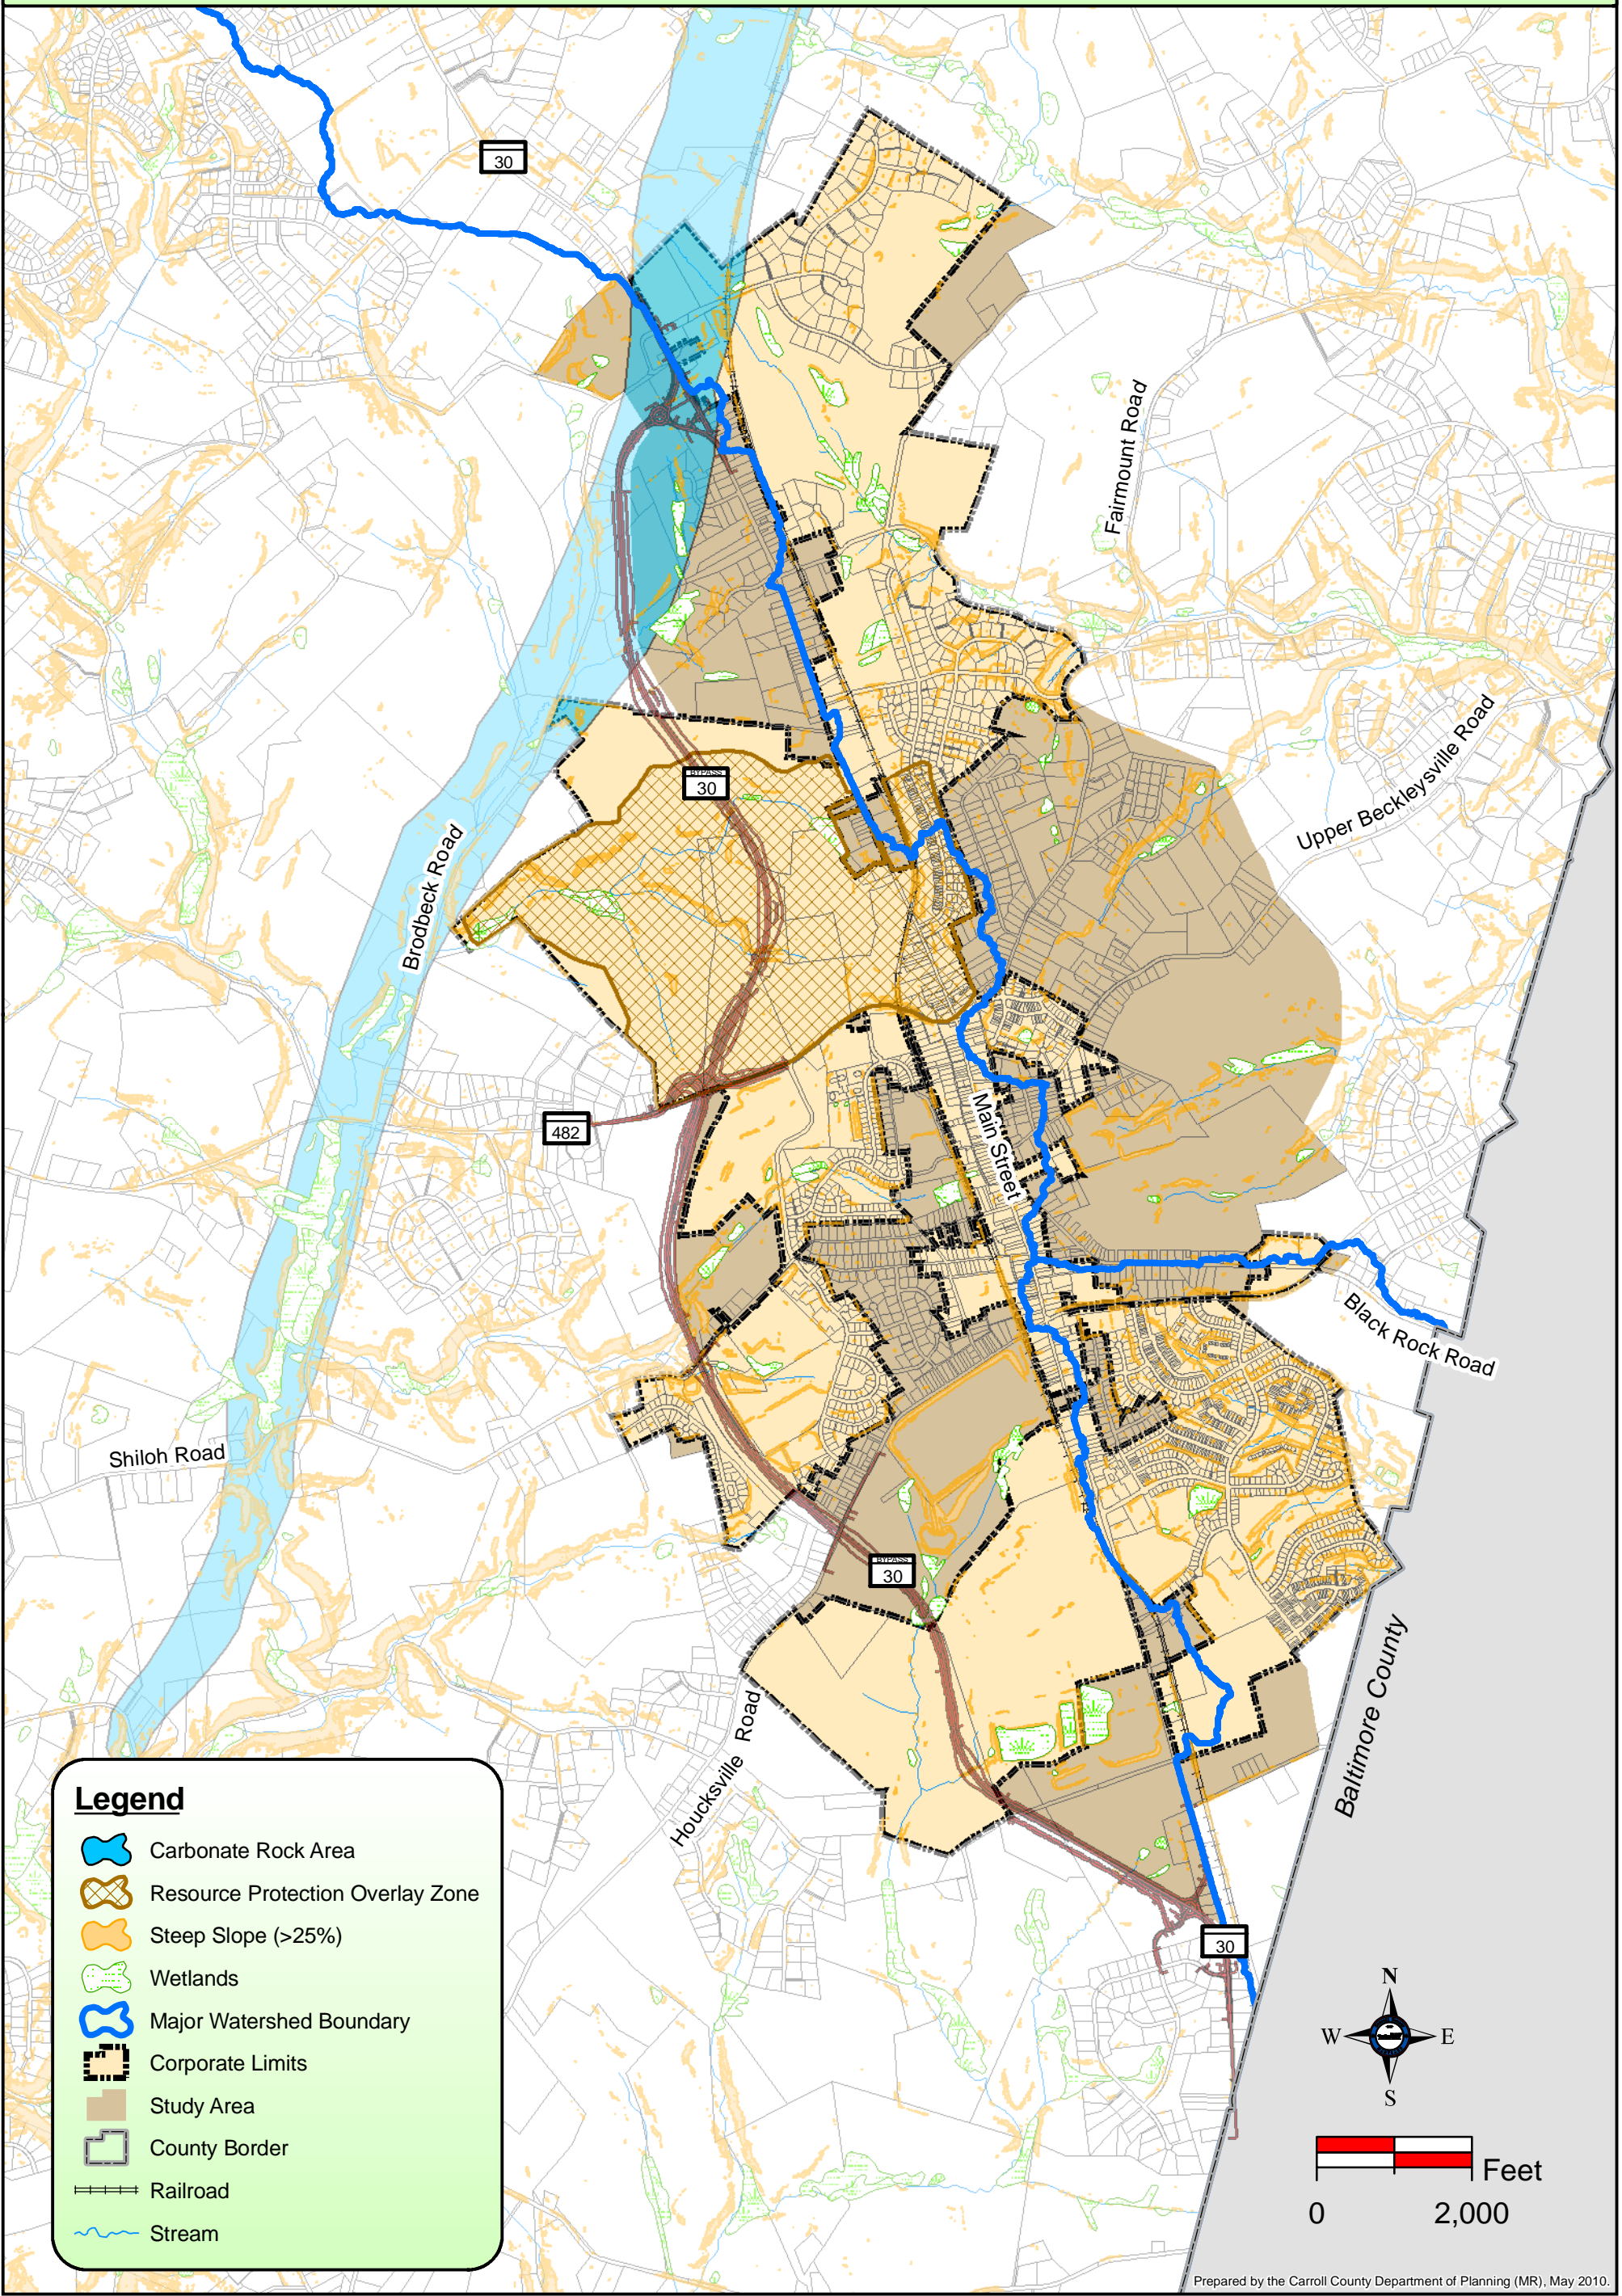 30
Fairmount Road
Upper Beckleysville Road
BYPASS
30
Brodbeck Road
482
Main Street
Black Rock Road
Shiloh Road
BYPASS
30
Houcksville Road
Baltimore County
30
Legend
Carbonate Rock Area
Resource Protection Overlay Zone
Steep Slope (>25%)
Wetlands
Major Watershed Boundary
Corporate Limits
Study Area
County Border
Railroad
Stream
N
W
E
S
Feet
0
2,000
Prepared by the Carroll County Department of Planning (MR), May 2010.